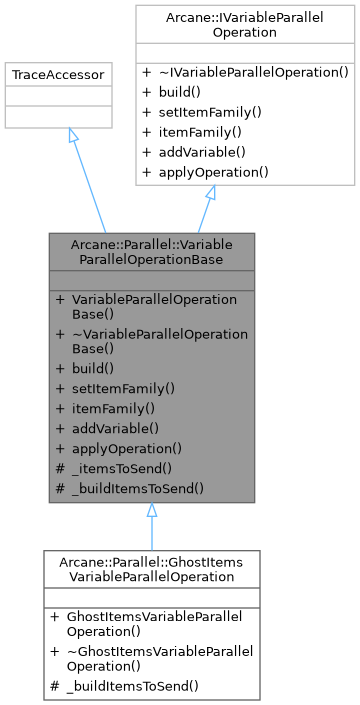 Arcane::IVariableParallel
Operation
+ ~IVariableParallelOperation()
+ build()
+ setItemFamily()
+ itemFamily()
+ addVariable()
+ applyOperation()
TraceAccessor
Arcane::Parallel::Variable
ParallelOperationBase
+ VariableParallelOperation
Base()
+ ~VariableParallelOperation
Base()
+ build()
+ setItemFamily()
+ itemFamily()
+ addVariable()
+ applyOperation()
# _itemsToSend()
# _buildItemsToSend()
Arcane::Parallel::GhostItems
VariableParallelOperation
+ GhostItemsVariableParallel
Operation()
+ ~GhostItemsVariableParallel
Operation()
# _buildItemsToSend()